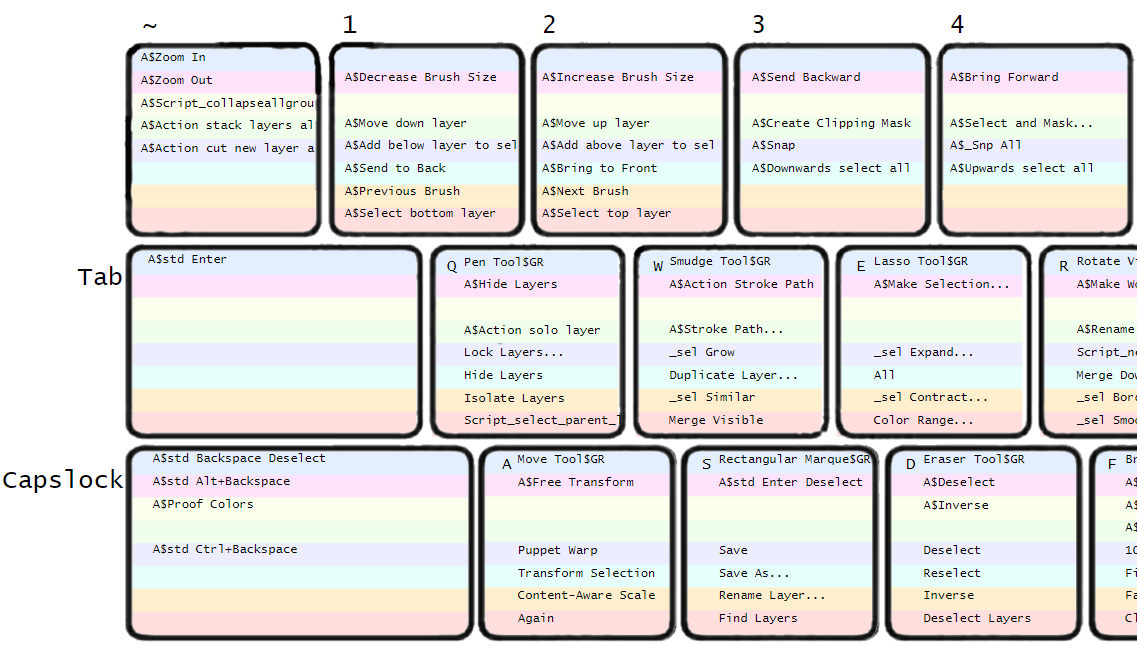 ~ 1 2 3 4
A$Zoom In
A$Zoom Out
A$Script_collapseallgrou
A$Action stack layers al
A$Action cut new layer a
A$Decrease Brush Size
A$Move down layer
A$Add below layer to sel
A$Send to Back
A$Previous Brush
A$Select bottom layer
A$Increase Brush Size
A$Move up layer
A$Add above layer to sel
A$Bring to Front
A$Next Brush
A$Select top layer
A$Send Backward
A$Create Clipping Mask
A$Snap
A$Downwards select all
A$Bring Forward
A$Select and Mask...
A$_Snp All
A$Upwards select all
Tab
A$std Enter
Q Pen Tool$GR
A$Hide Layers
A$Action solo layer
Lock Layers...
Hide Layers
Isolate Layers
Script_select_parent_l
W Smudge Tool$GR
A$Action Stroke Path
A$Stroke Path...
_sel Grow
Duplicate Layer...
_sel Similar
Merge Visible
E Lasso Tool$GR
A$Make Selection...
_sel Expand...
All
_sel Contract...
Color Range...
R Rotate Vi
A$Make Wo
A$Rename
Script_ne
Merge Dow
_sel Bord
_sel Smoo
Capslock
A$std Backspace Deselect
A$std Alt+Backspace
A$Proof Colors
A$std Ctrl+Backspace
A Move Tool$GR
A$Free Transform
Puppet Warp
Transform Selection
Content-Aware Scale
Again
S Rectangular Marque$GR
A$std Enter Deselect
Save
Save As...
Rename Layer...
Find Layers
D Eraser Tool$GR
A$Deselect
A$Inverse
Deselect
Reselect
Inverse
Deselect Layers
F Br
A$
A$
A$
10
Fi
Fa
Cl